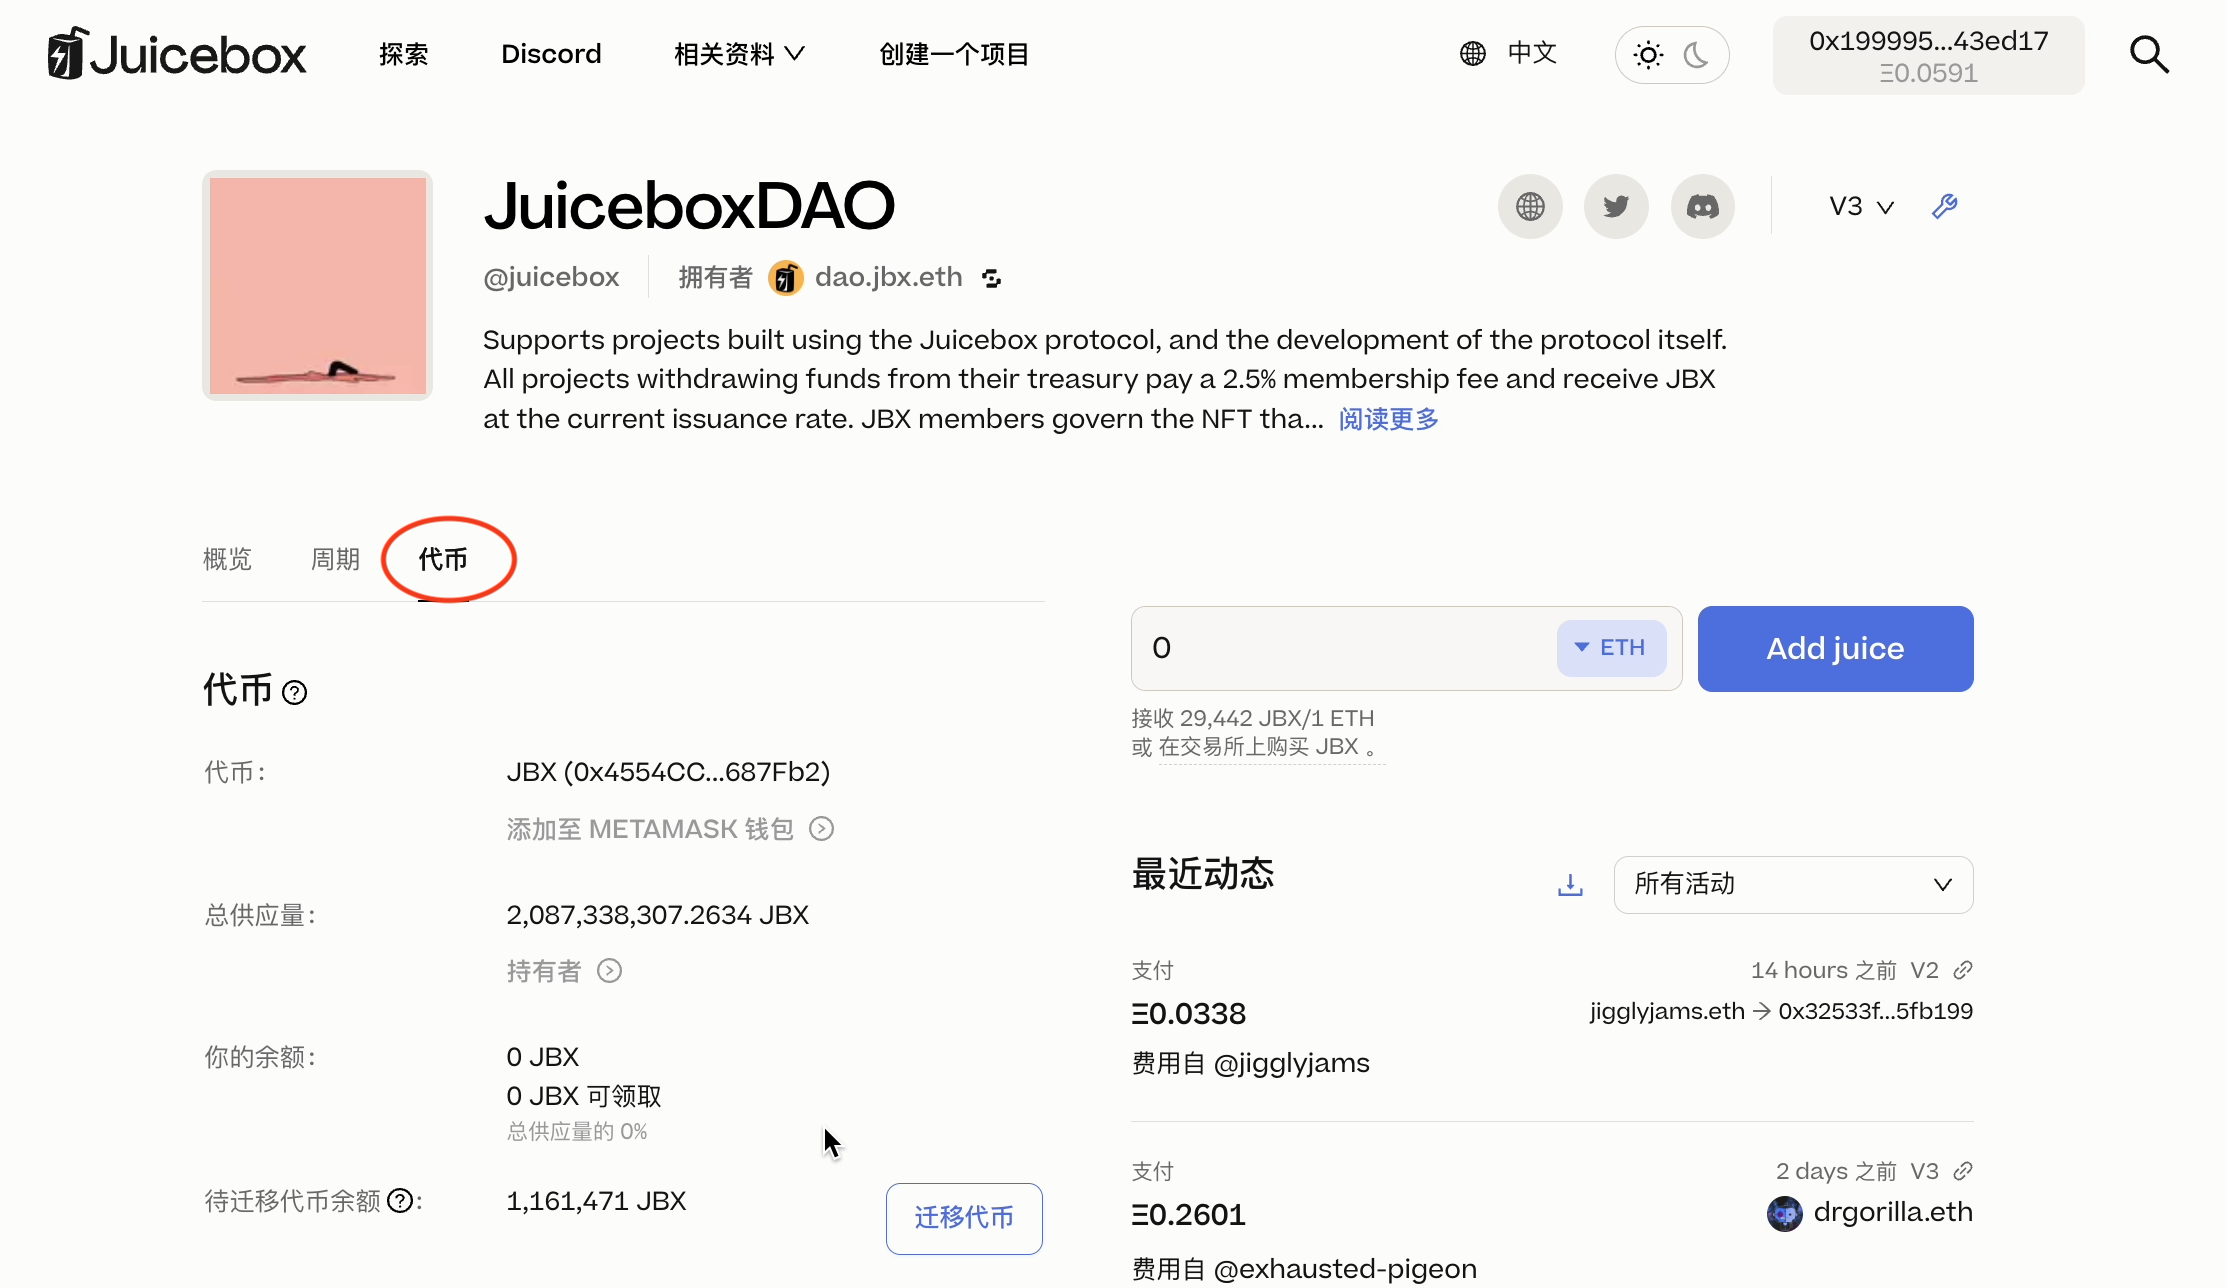 Juicebox 探索 Discord 相关资料 创建一个项目 中文 0x199995...43ed17
Ξ0.0591
JuiceboxDAO
V3
@juicebox 拥有者 dao.jbx.eth
Supports projects built using the Juicebox protocol, and the development of the protocol itself.
All projects withdrawing funds from their treasury pay a 2.5% membership fee and receive JBX
at the current issuance rate. JBX members govern the NFT tha... 阅读更多
概览 周期 代币
代币
代币：
JBX (0x4554CC...687Fb2)
添加至 METAMASK 钱包
总供应量：
2,087,338,307.2634 JBX
持有者
你的余额：
0 JBX
0 JBX 可领取
总供应量的 0%
待迁移代币余额?：
1,161,471 JBX
迁移代币
0 ETH Add juice
接收 29,442 JBX/1 ETH
或 在交易所上购买 JBX 。
最近动态 所有活动
支付 14 hours 之前 V2
Ξ0.0338 jigglyjams.eth → 0x32533f...5fb199
费用自 @jigglyjams
支付 2 days 之前 V3
Ξ0.2601 drgorilla.eth
费用自 @exhausted-pigeon